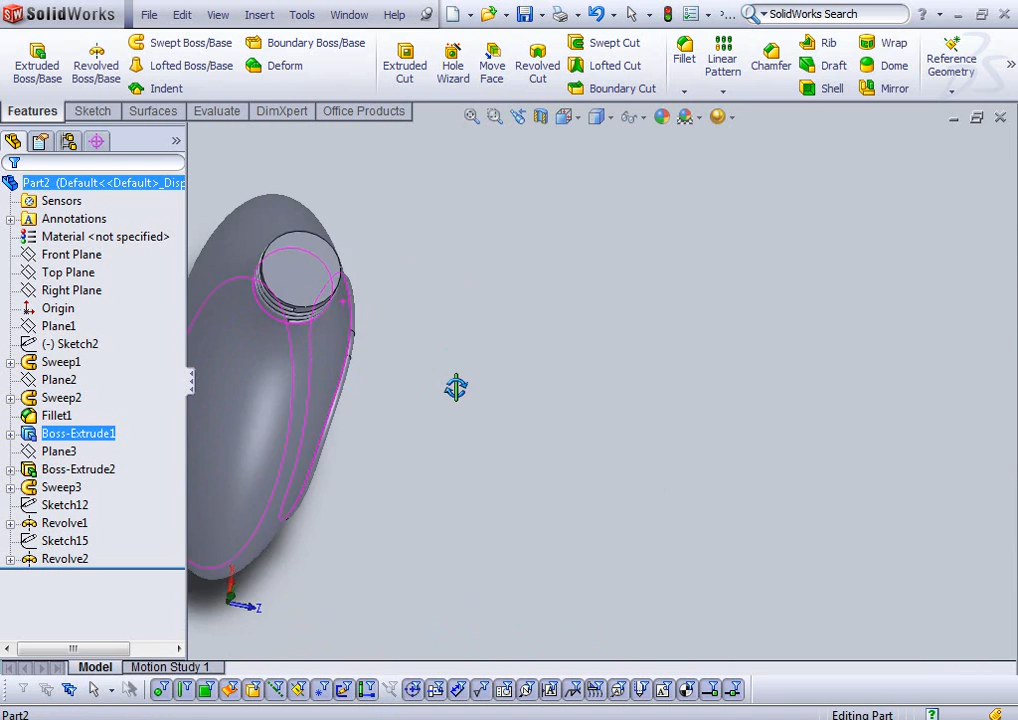 SolidWorks File Edit View Insert Tools Window Help ... SolidWorks Search ?
Extruded Boss/Base Revolved Boss/Base Swept Boss/Base Lofted Boss/Base Indent Boundary Boss/Base Deform Extruded Cut Hole Wizard Move Face Revolved Cut Swept Cut Lofted Cut Boundary Cut Fillet Linear Pattern Chamfer Rib Draft Shell Wrap Dome Mirror Reference Geometry
Features Sketch Surfaces Evaluate DimXpert Office Products
Part2 (Default<<Default>_Disp
Sensors
Annotations
Material <not specified>
Front Plane
Top Plane
Right Plane
Origin
Plane1
(-) Sketch2
Sweep1
Plane2
Sweep2
Fillet1
Boss-Extrude1
Plane3
Boss-Extrude2
Sweep3
Sketch12
Revolve1
Sketch15
Revolve2
Z
Model Motion Study 1
Part2 Editing Part ?